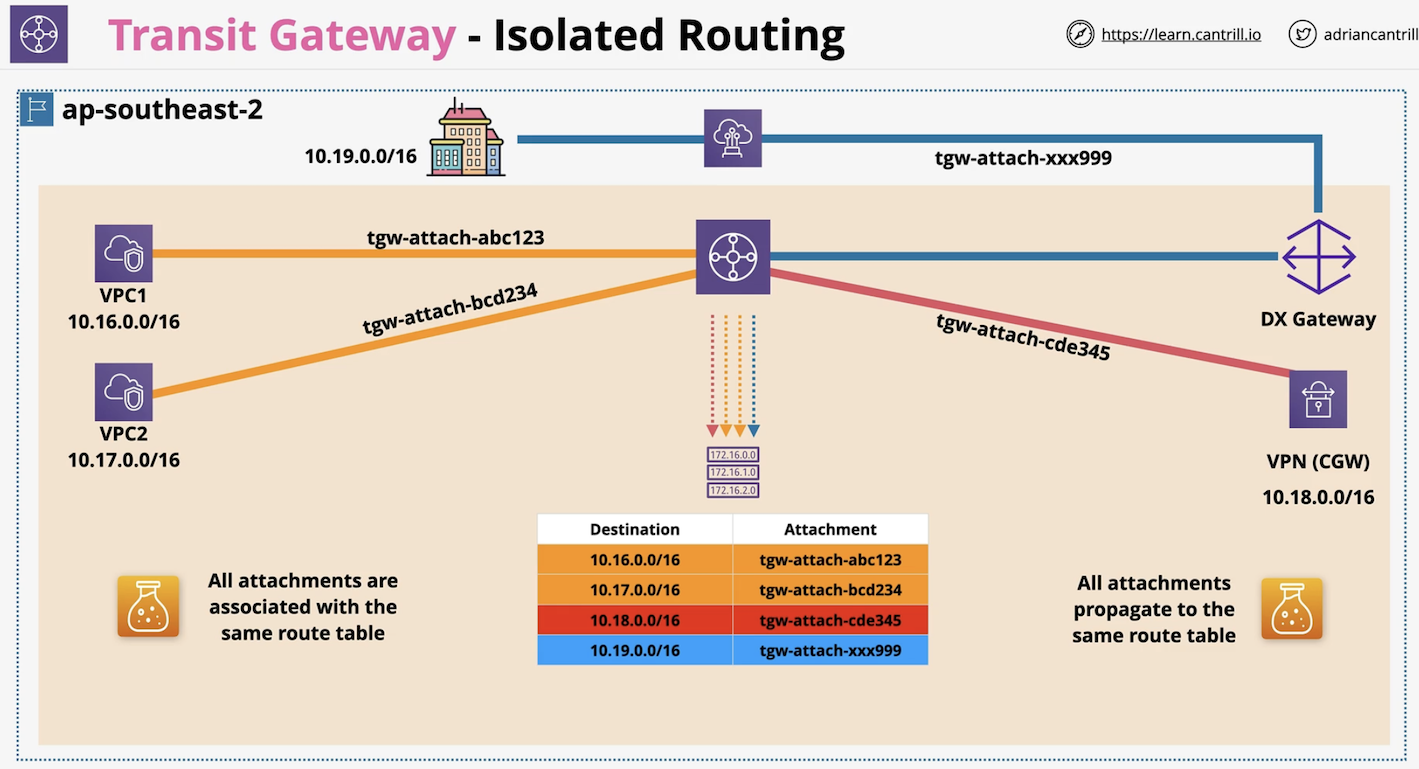 Transit Gateway - Isolated Routing
https://learn.cantrill.io
adriancantrill
ap-southeast-2
10.19.0.0/16
tgw-attach-xxx999
tgw-attach-abc123
VPC1
10.16.0.0/16
tgw-attach-bcd234
tgw-attach-cde345
DX Gateway
VPC2
10.17.0.0/16
172.16.0.0
172.16.1.0
172.16.2.0
VPN (CGW)
10.18.0.0/16
Destination Attachment
10.16.0.0/16 tgw-attach-abc123
10.17.0.0/16 tgw-attach-bcd234
10.18.0.0/16 tgw-attach-cde345
10.19.0.0/16 tgw-attach-xxx999
All attachments are
associated with the
same route table
All attachments
propagate to the
same route table